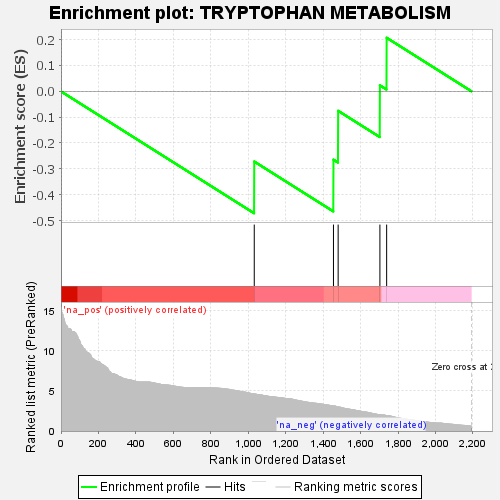 Enrichment plot: TRYPTOPHAN METABOLISM
Enrichment score (ES)
0.2
0.1
0.0
-0.1
-0.2
-0.3
-0.4
-0.5
'na_pos' (positively correlated)
Ranked list metric (PreRanked)
15
10
5
0
Zero cross at
'na_neg' (negatively correlated)
0 200 400 600 800 1,000 1,200 1,400 1,600 1,800 2,000 2,200
Rank in Ordered Dataset
Enrichment profile Hits Ranking metric scores